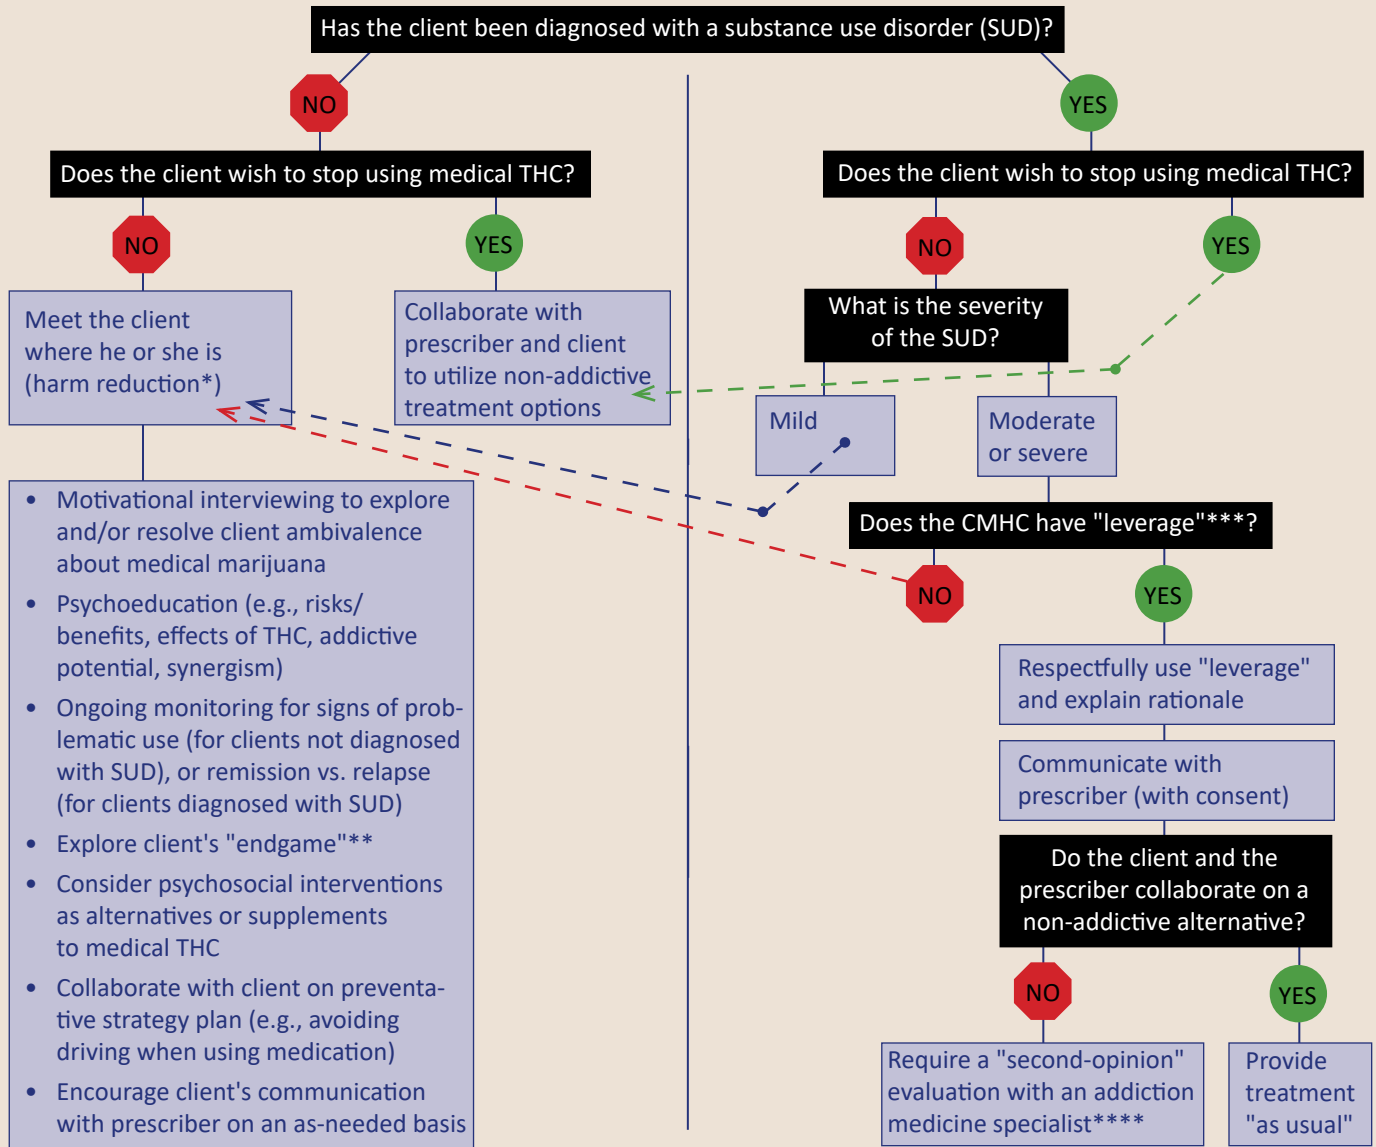 Has the client been diagnosed with a substance use disorder (SUD)?
NO
YES
Does the client wish to stop using medical THC?
Does the client wish to stop using medical THC?
NO
YES
NO
YES
Meet the client
where he or she is
(harm reduction*)
Collaborate with
prescriber and client
to utilize non-addictive
treatment options
What is the severity
of the SUD?
Mild
Moderate
or severe
• Motivational interviewing to explore
and/or resolve client ambivalence
about medical marijuana
• Psychoeducation (e.g., risks/
benefits, effects of THC, addictive
potential, synergism)
• Ongoing monitoring for signs of prob-
lematic use (for clients not diagnosed
with SUD), or remission vs. relapse
(for clients diagnosed with SUD)
• Explore client's "endgame"**
• Consider psychosocial interventions
as alternatives or supplements
to medical THC
• Collaborate with client on preventa-
tive strategy plan (e.g., avoiding
driving when using medication)
• Encourage client's communication
with prescriber on an as-needed basis
Does the CMHC have "leverage"***?
NO
YES
Respectfully use "leverage"
and explain rationale
Communicate with
prescriber (with consent)
Do the client and the
prescriber collaborate on a
non-addictive alternative?
NO
YES
Require a "second-opinion"
evaluation with an addiction
medicine specialist****
Provide
treatment
"as usual"